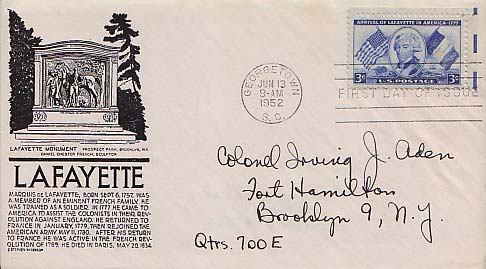 LAFAYETTE MONUMENT PROSPECT PARK, BROOKLYN, N.Y.
DANIEL CHESTER FRENCH, SCULPTOR
LAFAYETTE
MARQUIS DE LAFAYETTE, BORN SEPT. 6, 1757, WAS
A MEMBER OF AN EMINENT FRENCH FAMILY. HE
WAS TRAINED AS A SOLDIER. IN 1777 HE CAME TO
AMERICA TO ASSIST THE COLONISTS IN THEIR REV-
OLUTION AGAINST ENGLAND. HE RETURNED TO
FRANCE IN JANUARY, 1779, THEN REJOINED THE
AMERICAN ARMY MAY 11, 1780. AFTER HIS RETURN
TO FRANCE HE WAS ACTIVE IN THE FRENCH REV-
OLUTION OF 1789. HE DIED IN PARIS, MAY 20, 1834.
© STEPHEN ANDERSON
GEORGETOWN
JUN 13
9-AM
1952
S.C.
ARRIVAL OF LAFAYETTE IN AMERICA-1777
3¢ 3¢
U.S. POSTAGE
FIRST DAY OF ISSUE
Colonel Irving J. Aden
Fort Hamilton
Brooklyn 9, N.Y.
Qtrs. 700 E